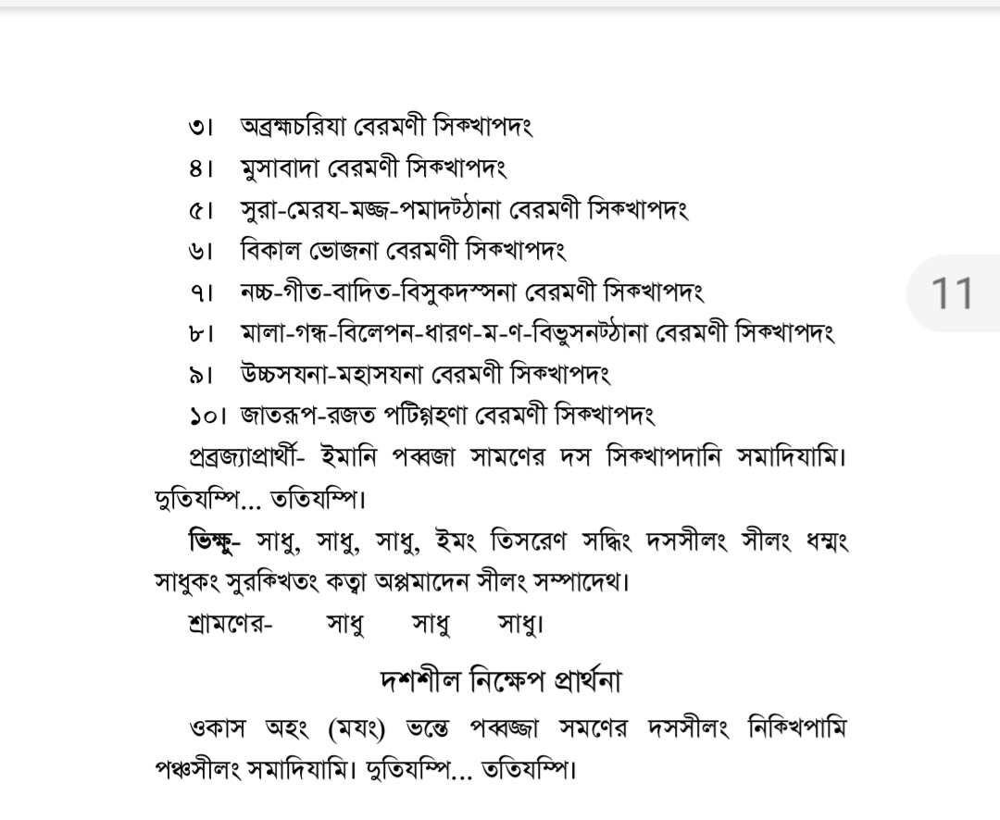 ৩। অব্রহ্মচরিযা বেরমণী সিকখাপদং
৪। মুসাবাদা বেরমণী সিকখাপদং
৫। সুরা-মেরয-মজ্জ-পমাদট্ঠানা বেরমণী সিকখাপদং
৬। বিকাল ভোজনা বেরমণী সিকখাপদং
৭। নচ্চ-গীত-বাদিত-বিসুকদস্সনা বেরমণী সিকখাপদং
11
৮। মালা-গন্ধ-বিলেপন-ধারণ-ম-ণ-বিভুসনট্ঠানা বেরমণী সিকখাপদং
৯। উচ্চসযনা-মহাসযনা বেরমণী সিকখাপদং
১০। জাতরূপ-রজত পটিগ্গহণা বেরমণী সিকখাপদং
প্রব্রজ্যাপ্রার্থী- ইমানি পব্বজা সামণের দস সিকখাপদানি সমাদিযামি।
দুতিযম্পি... ততিযম্পি।
ভিক্ষু- সাধু, সাধু, সাধু, ইমং তিসরেণ সদ্ধিং দসসীলং সীলং ধম্মং
সাধুকং সুরকিখতং কত্বা অপ্পমাদেন সীলং সম্পাদেথ।
শ্রামণের- সাধু সাধু সাধু।
দশশীল নিক্ষেপ প্রার্থনা
ওকাস অহং (মযং) ভন্তে পব্বজ্জা সমণের দসসীলং নিকিখপামি
পঞ্চসীলং সমাদিযামি। দুতিযম্পি... ততিযম্পি।